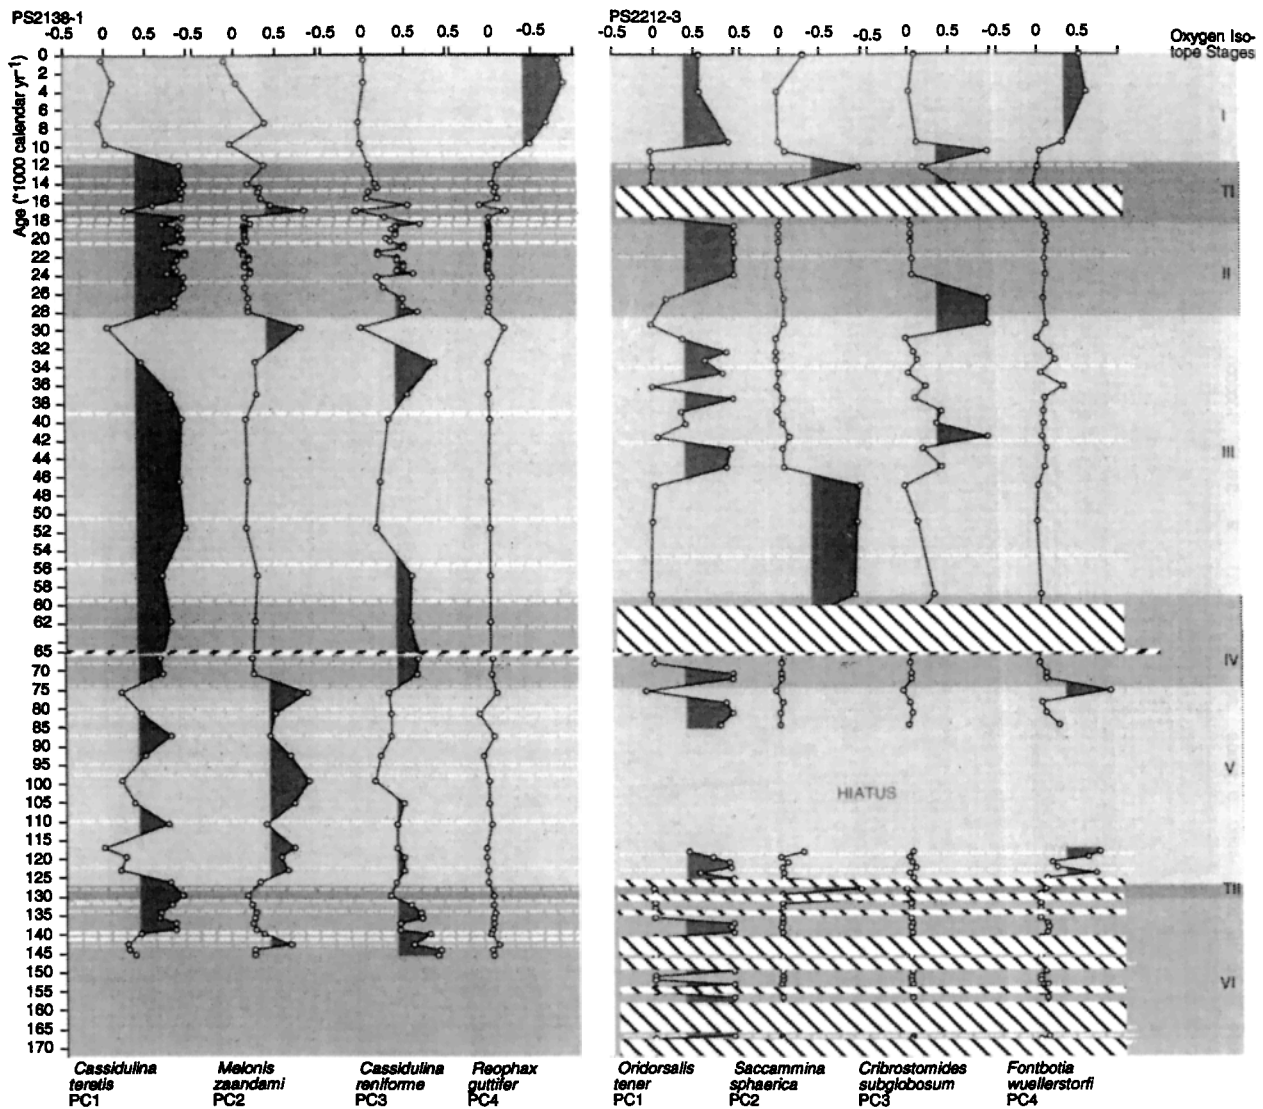 PS2138-1
PS2212-3
-0.5 0 0.5 -0.5 0 0.5 -0.5 0 0.5 0 -0.5
-0.5 0 0.5 0.5 0 -0.5 -0.5 0 0.5 -0.5 0 0.5
Oxygen Iso-
tope Stages
Age (*1000 calendar yr⁻¹)
0
2
4
6
8
10
12
14
16
18
20
22
24
26
28
30
32
34
36
38
40
42
44
46
48
50
52
54
56
58
60
62
65
70
75
80
85
90
95
100
105
110
115
120
125
130
135
140
145
150
155
160
165
170
I
TI
II
III
IV
V
HIATUS
TII
VI
Cassidulina
teretis
PC1
Melonis
zaandami
PC2
Cassidulina
reniforme
PC3
Reophax
guttifer
PC4
Oridorsalis
tener
PC1
Saccammina
sphaerica
PC2
Cribrostomides
subglobosum
PC3
Fontbotia
wuellerstorfi
PC4